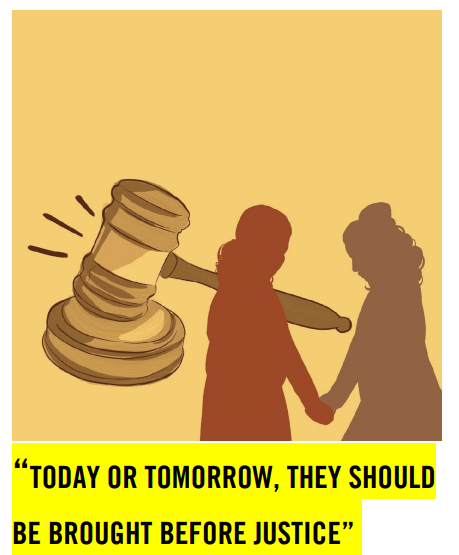 “TODAY OR TOMORROW, THEY SHOULD
BE BROUGHT BEFORE JUSTICE”